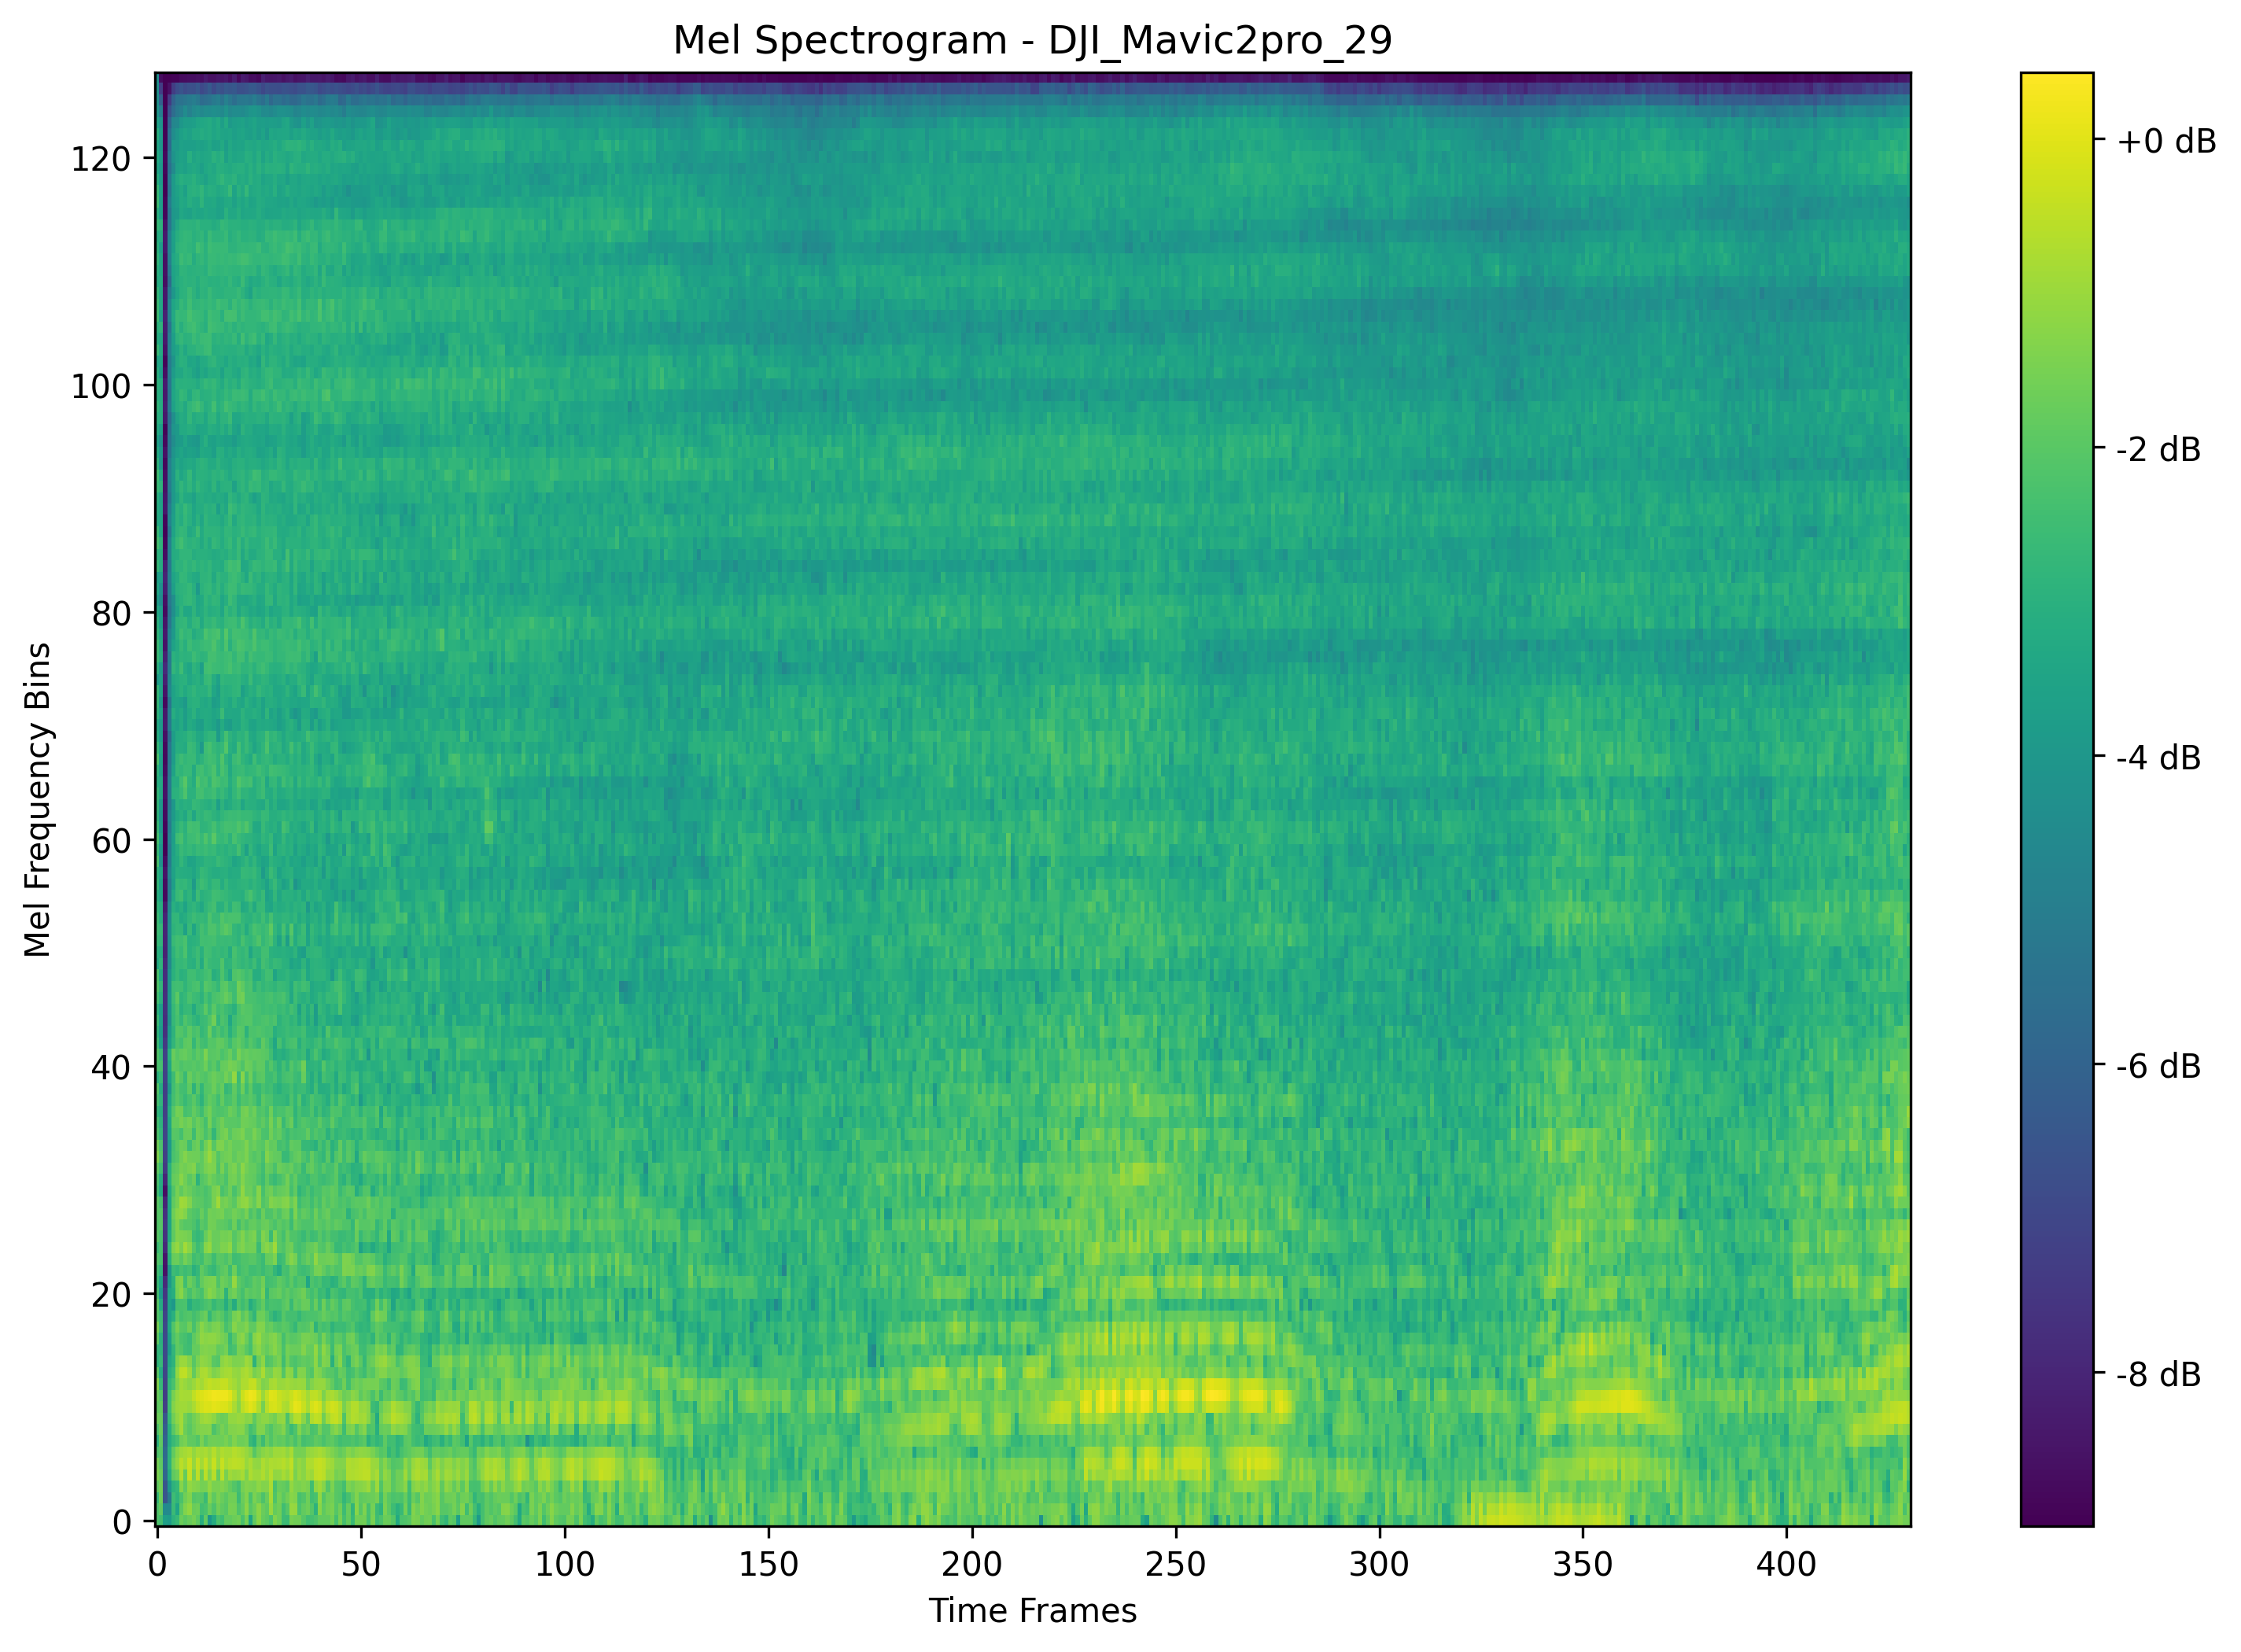 Mel Spectrogram - DJI_Mavic2pro_29
Mel Frequency Bins
120
100
80
60
40
20
0
0 50 100 150 200 250 300 350 400
Time Frames
+0 dB
-2 dB
-4 dB
-6 dB
-8 dB